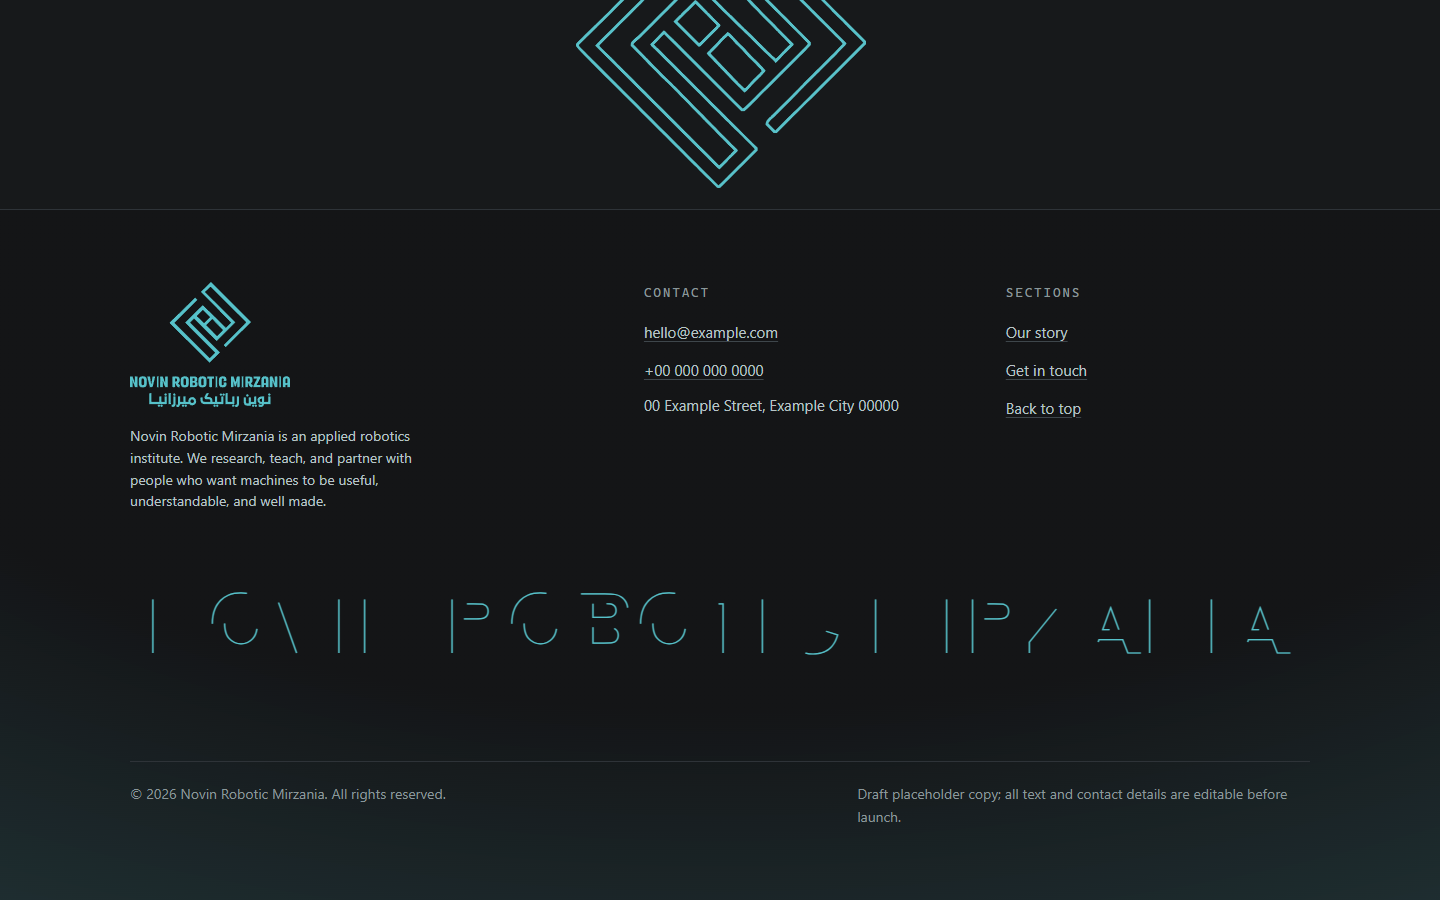 NOVIN ROBOTIC MIRZANIA
نوین رباتیک میرزانیا
Novin Robotic Mirzania is an applied robotics
institute. We research, teach, and partner with
people who want machines to be useful,
understandable, and well made.
CONTACT
hello@example.com
+00 000 000 0000
00 Example Street, Example City 00000
SECTIONS
Our story
Get in touch
Back to top
© 2026 Novin Robotic Mirzania. All rights reserved.
Draft placeholder copy; all text and contact details are editable before
launch.